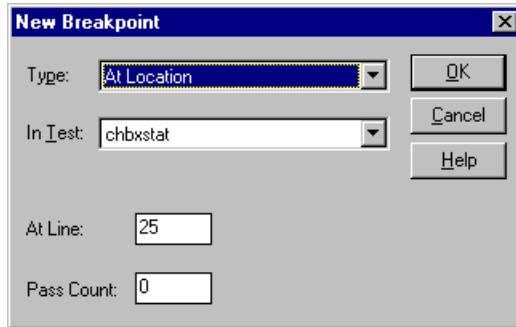 New Breakpoint
Type: At Location
OK
In Test: chbxstat
Cancel
Help
At Line: 25
Pass Count: 0